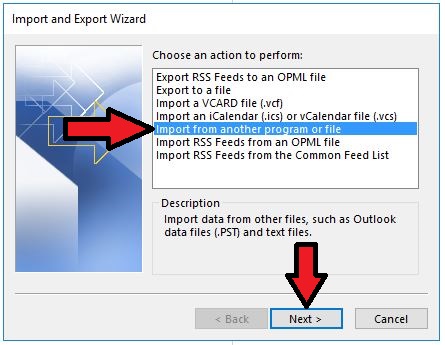 Import and Export Wizard
Choose an action to perform:
Export RSS Feeds to an OPML file
Export to a file
Import a VCARD file (.vcf)
Import an iCalendar (.ics) or vCalendar file (.vcs)
Import from another program or file
Import RSS Feeds from an OPML file
Import RSS Feeds from the Common Feed List
Description
Import data from other files, such as Outlook
data files (.PST) and text files.
< Back Next > Cancel